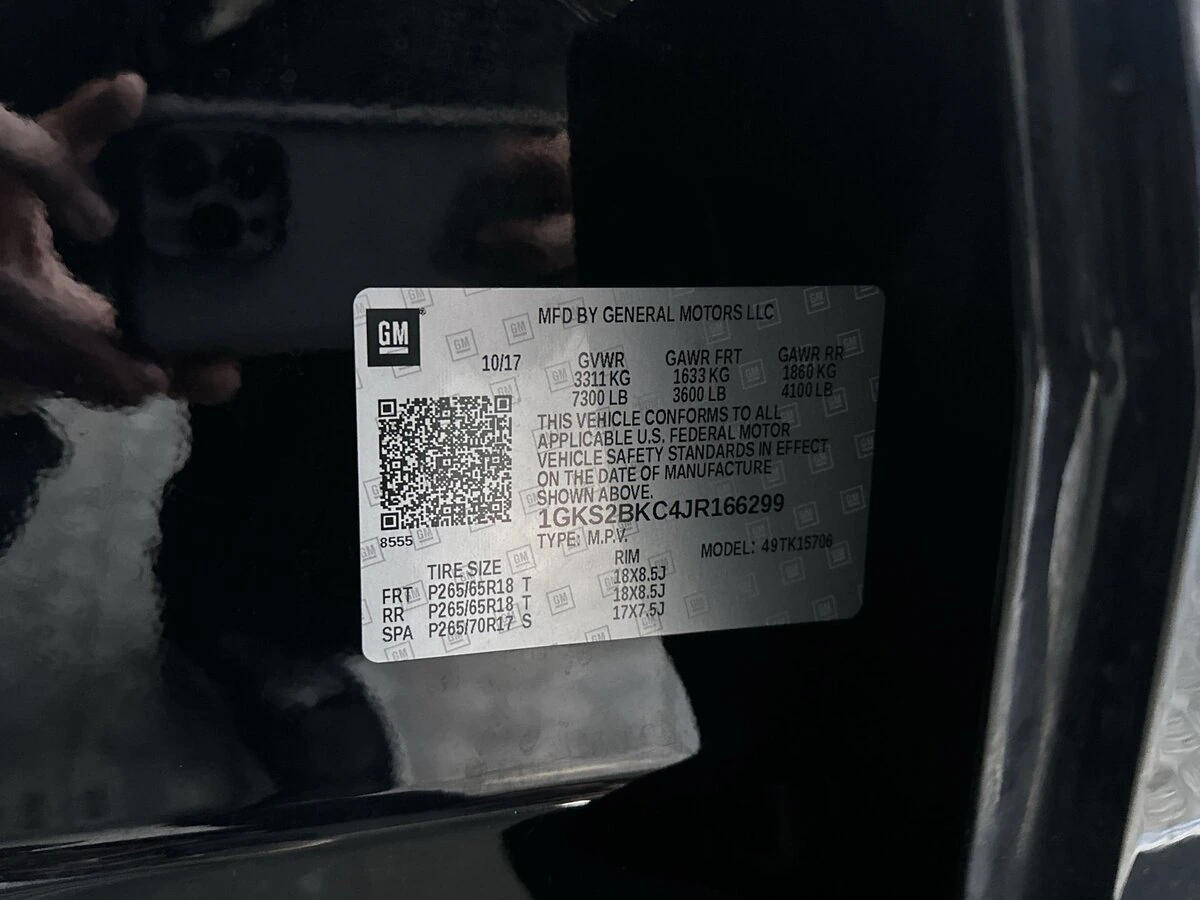 GM
MFD BY GENERAL MOTORS LLC
10/17 GVWR GAWR FRT GAWR RR
3311 KG 1633 KG 1860 KG
7300 LB 3600 LB 4100 LB
THIS VEHICLE CONFORMS TO ALL
APPLICABLE U.S. FEDERAL MOTOR
VEHICLE SAFETY STANDARDS IN EFFECT
ON THE DATE OF MANUFACTURE
SHOWN ABOVE.
1GKS2BKC4JR166299
8555
TYPE: M.P.V. MODEL: 49TK15706
TIRE SIZE RIM
FRT P265/65R18 T 18X8.5J
RR P265/65R18 T 18X8.5J
SPA P265/70R17 S 17X7.5J